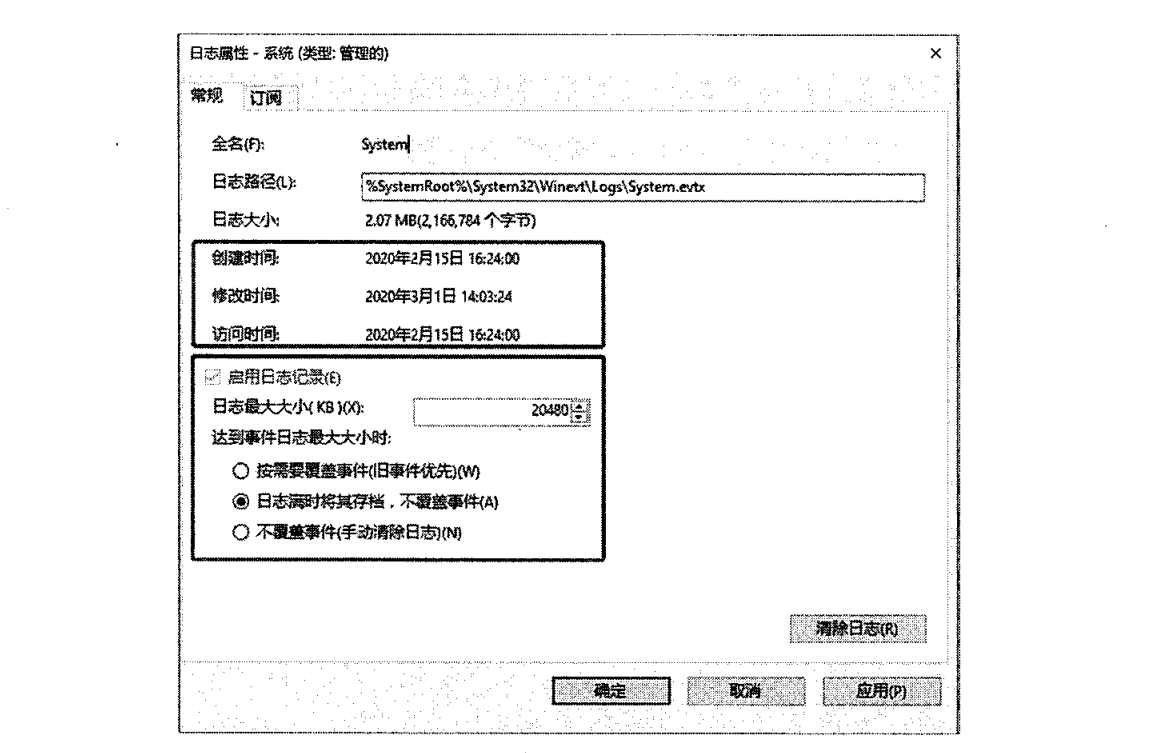 日志属性 - 系统 (类型: 管理的)
常规 订阅
全名(F): System
日志路径(L): %SystemRoot%\System32\Winevt\Logs\System.evtx
日志大小: 2.07 MB(2,166,784 个字节)
创建时间: 2020年2月15日 16:24:00
修改时间: 2020年3月1日 14:03:24
访问时间: 2020年2月15日 16:24:00
启用日志记录(E)
日志最大大小( KB )(X): 20480
达到事件日志最大大小时:
按需要覆盖事件(旧事件优先)(W)
日志满时将其存档，不覆盖事件(A)
不覆盖事件(手动清除日志)(N)
清除日志(R)
确定 取消 应用(P)